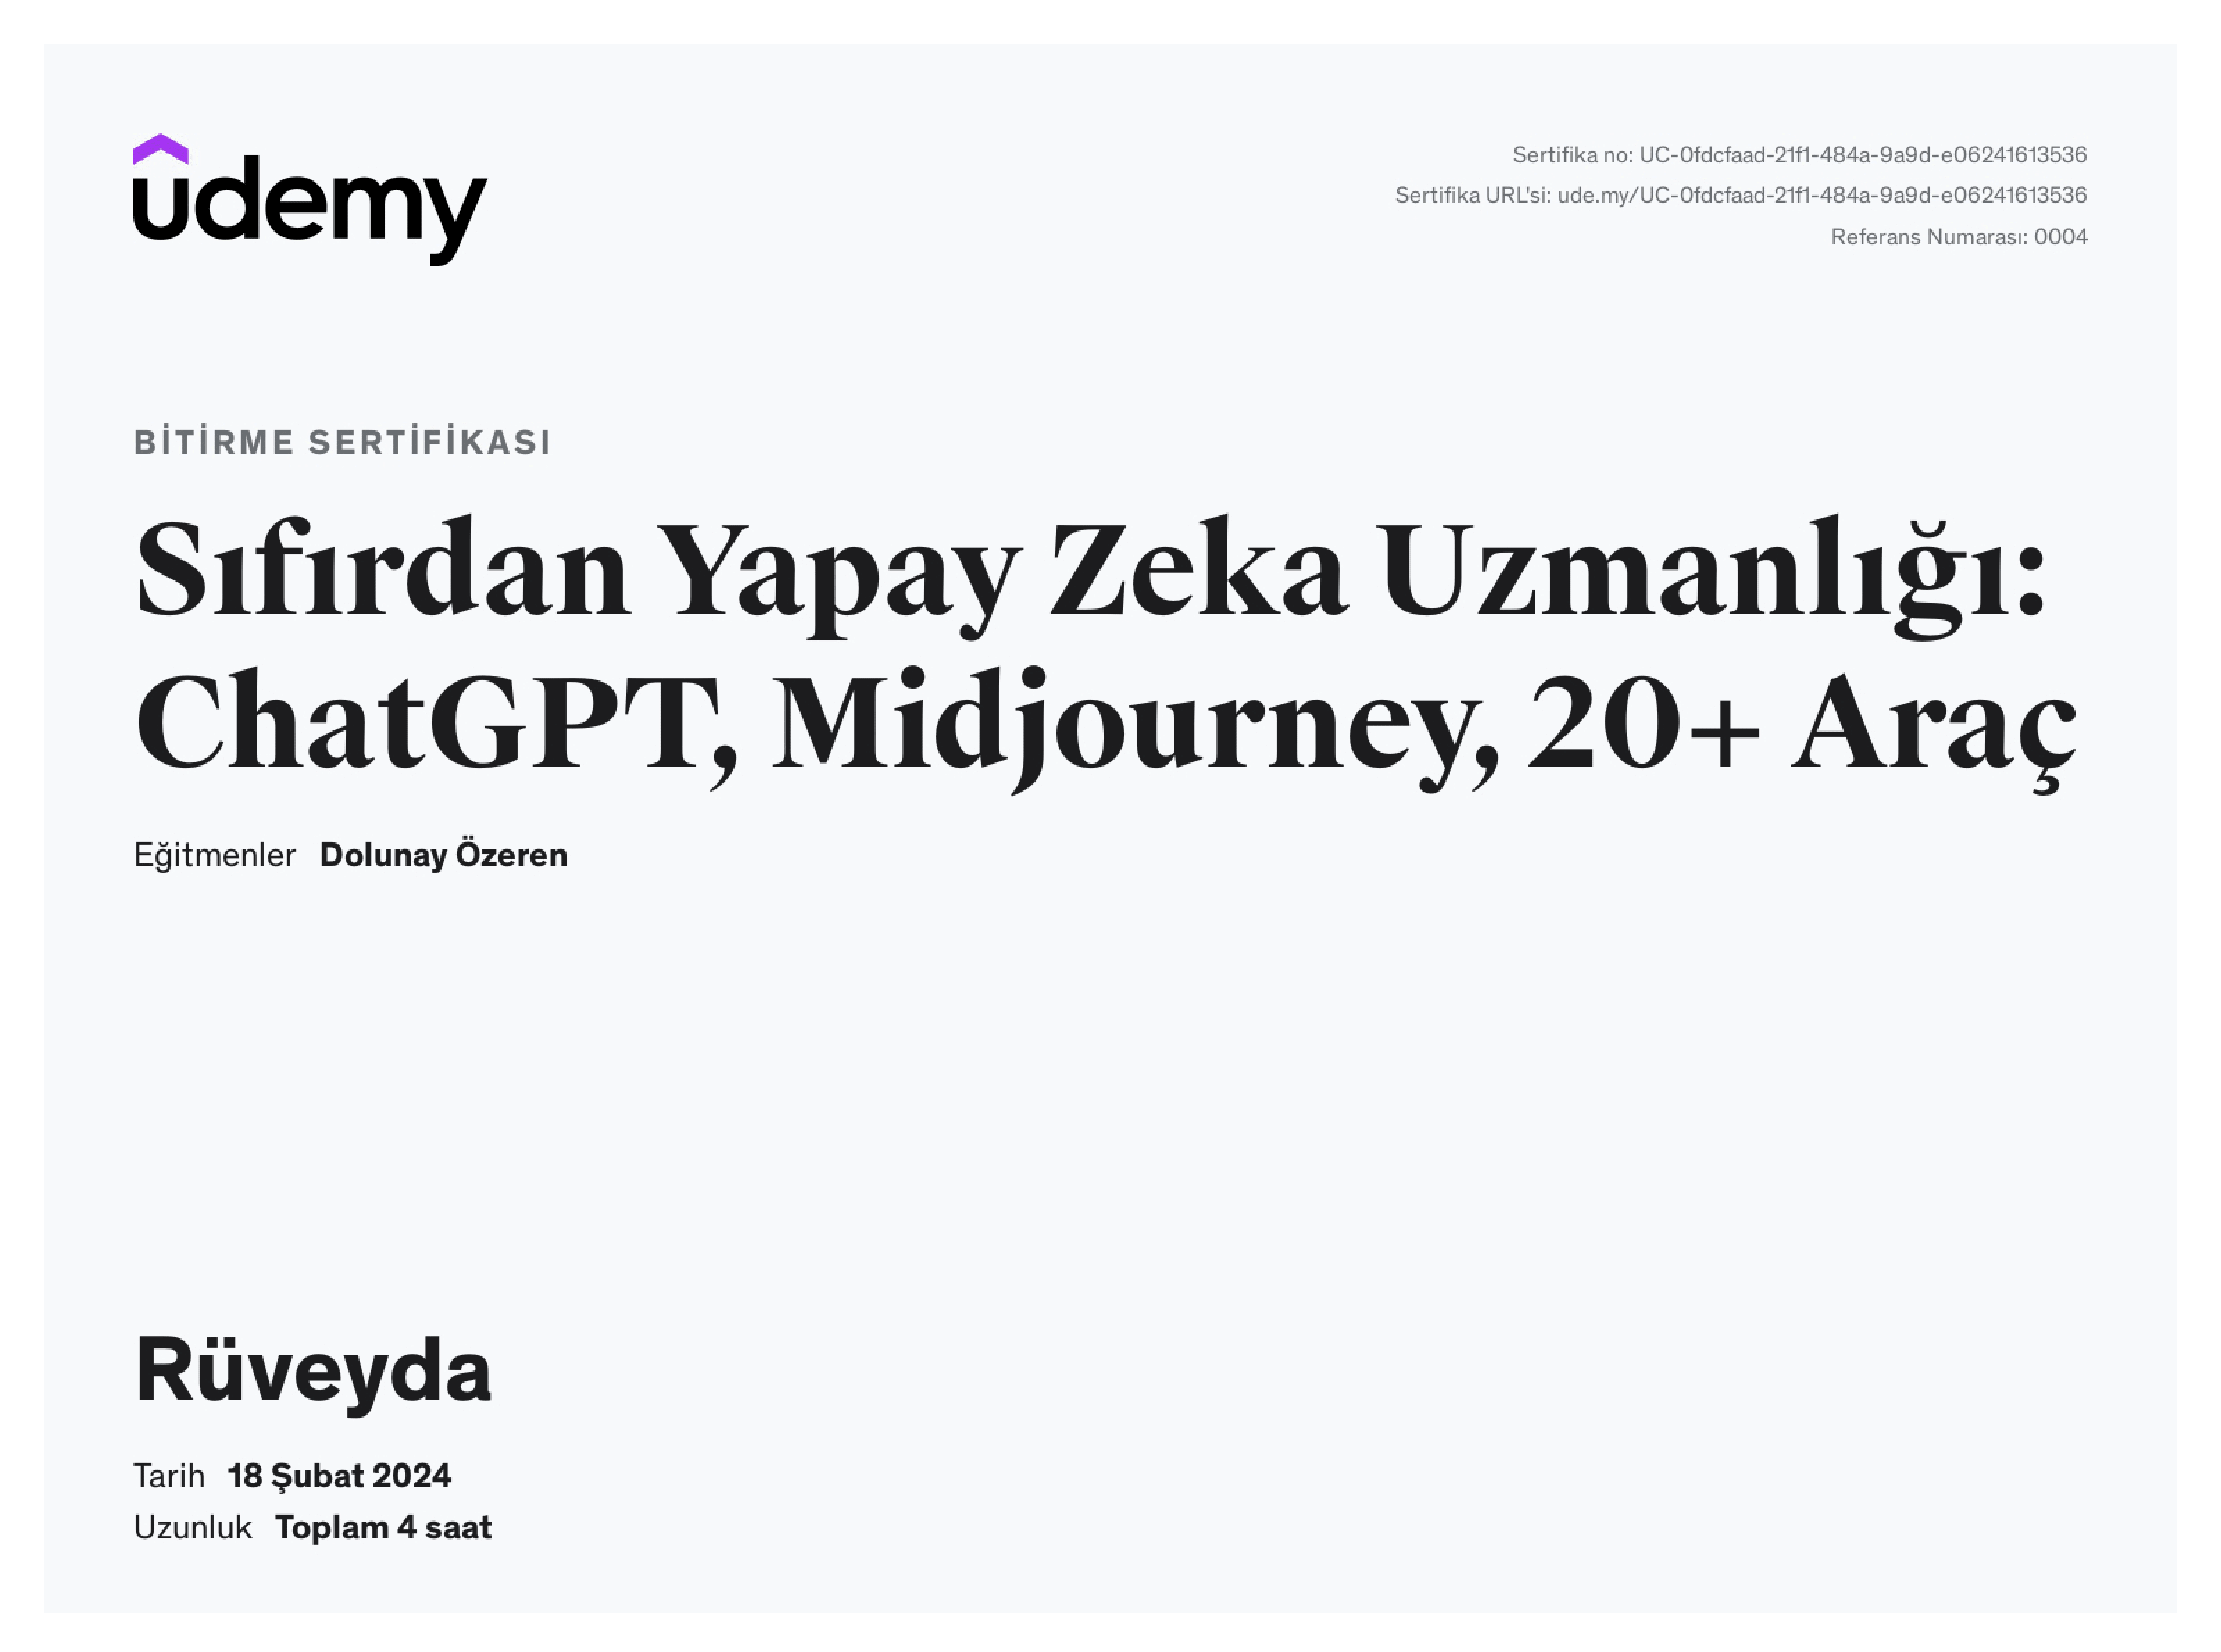 udemy
Sertifika no: UC-0fdcfaad-21f1-484a-9a9d-e06241613536
Sertifika URL'si: ude.my/UC-0fdcfaad-21f1-484a-9a9d-e06241613536
Referans Numarası: 0004
BİTİRME SERTİFİKASI
Sıfırdan Yapay Zeka Uzmanlığı:
ChatGPT, Midjourney, 20+ Araç
Eğitmenler Dolunay Özeren
Rüveyda
Tarih 18 Şubat 2024
Uzunluk Toplam 4 saat